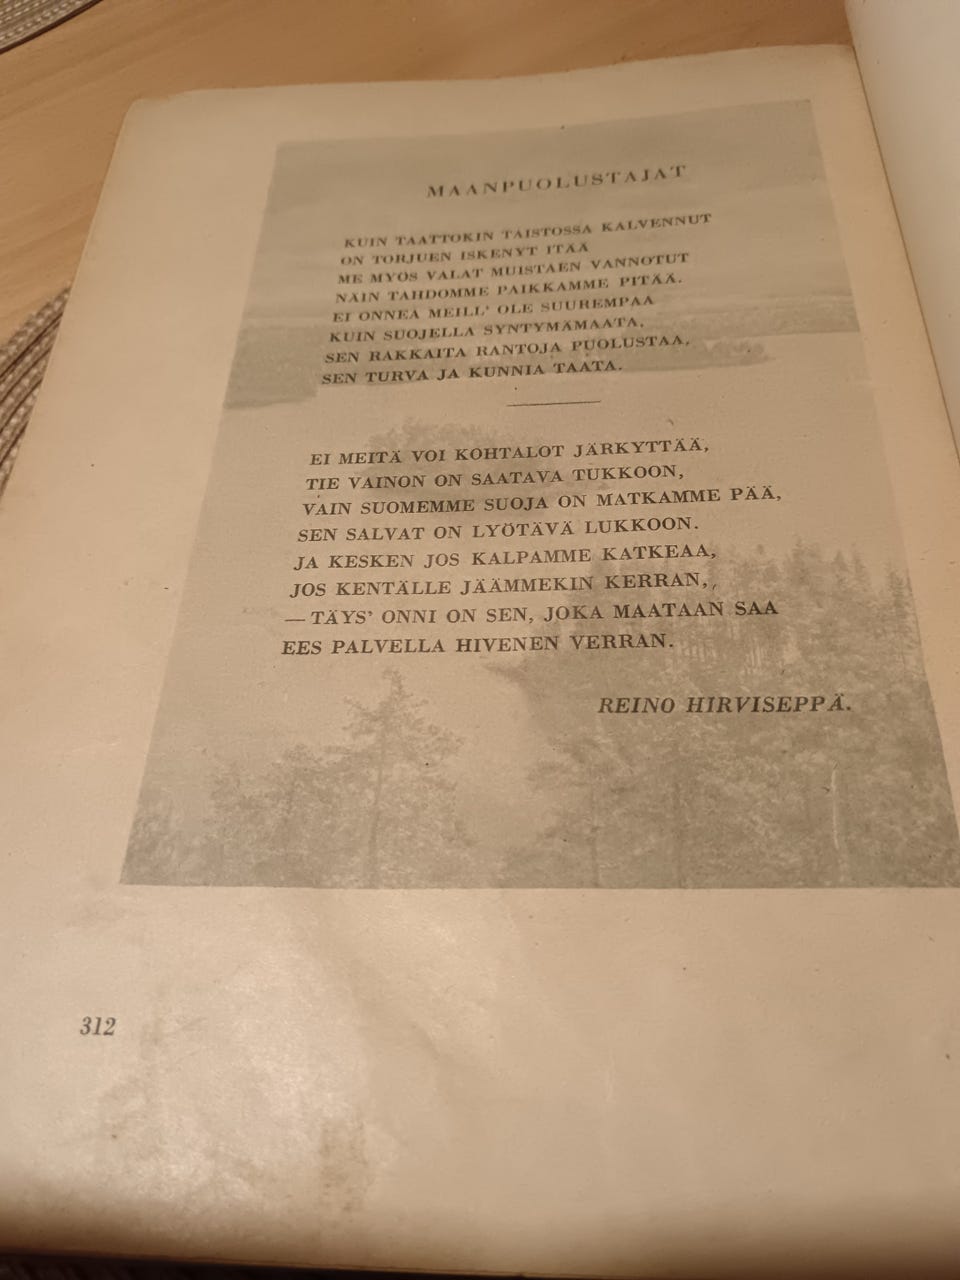 MAANPUOLUSTAJAT
KUIN TAATTOKIN TAISTOSSA KALVENNUT
ON TORJUEN ISKENYT ITÄÄ
ME MYÖS VALAT MUISTAEN VANNOTUT
NÄIN TAHDOMME PAIKKAMME PITÄÄ.
EI ONNEA MEILL' OLE SUUREMPAA
KUIN SUOJELLA SYNTYMÄMAATA,
SEN RAKKAITA RANTOJA PUOLUSTAA,
SEN TURVA JA KUNNIA TAATA.
EI MEITÄ VOI KOHTALOT JÄRKYTTÄÄ,
TIE VAINON ON SAATAVA TUKKOON,
VAIN SUOMEMME SUOJA ON MATKAMME PÄÄ,
SEN SALVAT ON LYÖTÄVÄ LUKKOON.
JA KESKEN JOS KALPAMME KATKEAA,
JOS KENTÄLLE JÄÄMMEKIN KERRAN,
— TÄYS' ONNI ON SEN, JOKA MAATAAN SAA
EES PALVELLA HIVENEN VERRAN.
REINO HIRVISEPPÄ.
312